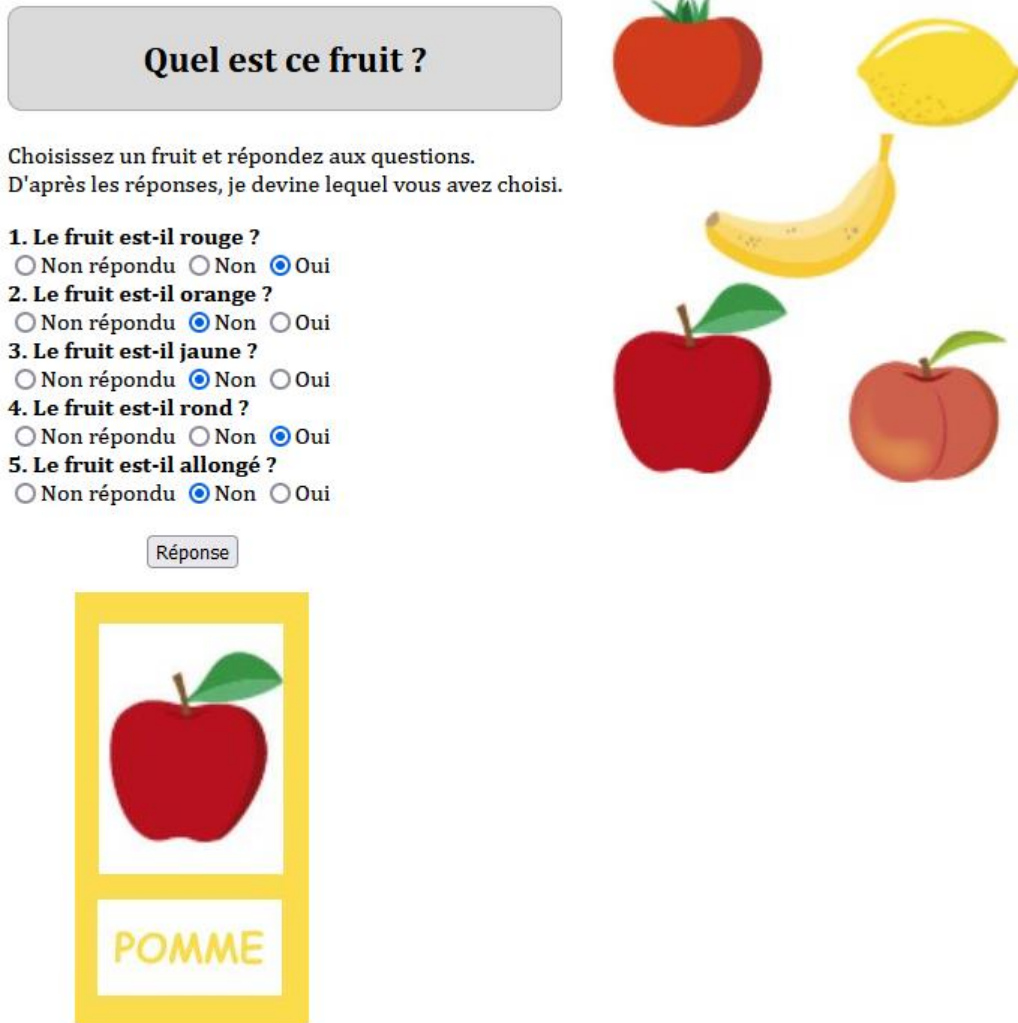 Quel est ce fruit ?
Choisissez un fruit et répondez aux questions.
D'après les réponses, je devine lequel vous avez choisi.
1. Le fruit est-il rouge ?
Non répondu Non Oui
2. Le fruit est-il orange ?
Non répondu Non Oui
3. Le fruit est-il jaune ?
Non répondu Non Oui
4. Le fruit est-il rond ?
Non répondu Non Oui
5. Le fruit est-il allongé ?
Non répondu Non Oui
Réponse
POMME